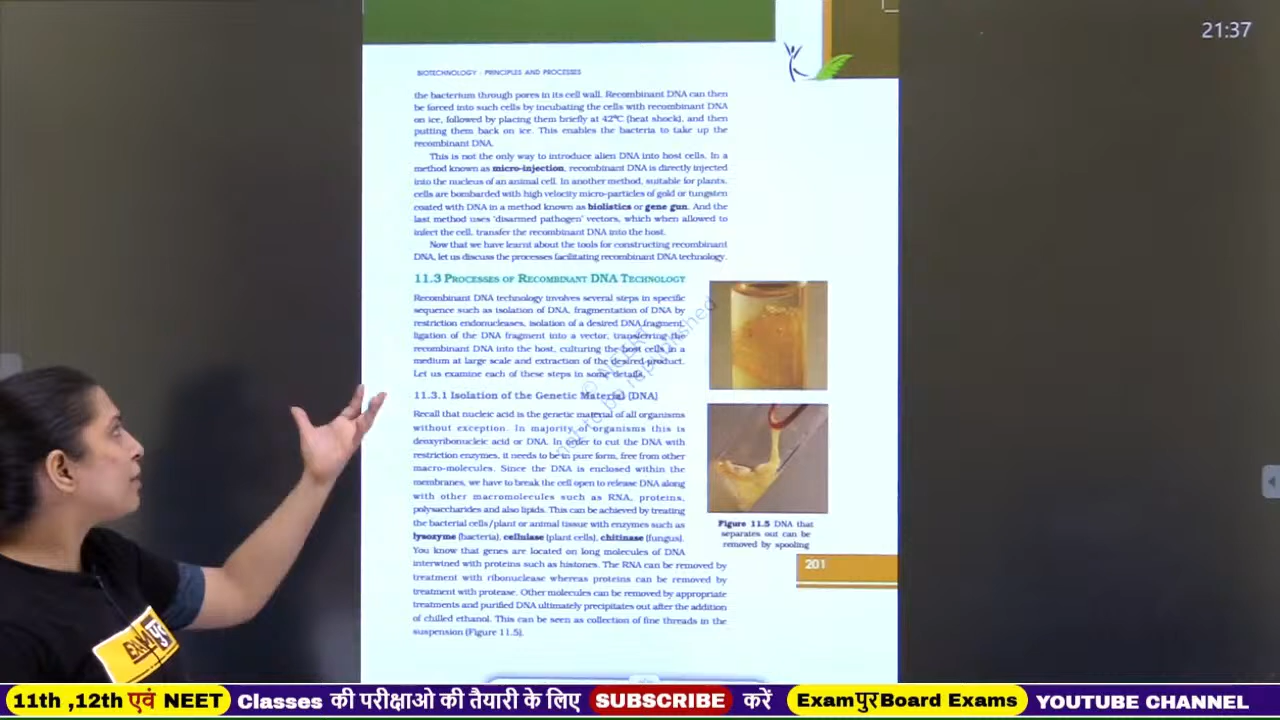 21:37
BIOTECHNOLOGY : PRINCIPLES AND PROCESSES
the bacterium through pores in its cell wall. Recombinant DNA can then
be forced into such cells by incubating the cells with recombinant DNA
on ice, followed by placing them briefly at 42°C (heat shock), and then
putting them back on ice. This enables the bacteria to take up the
recombinant DNA.
This is not the only way to introduce alien DNA into host cells. In a
method known as micro-injection, recombinant DNA is directly injected
into the nucleus of an animal cell. In another method, suitable for plants,
cells are bombarded with high velocity micro-particles of gold or tungsten
coated with DNA in a method known as biolistics or gene gun. And the
last method uses 'disarmed pathogen' vectors, which when allowed to
infect the cell, transfer the recombinant DNA into the host.
Now that we have learnt about the tools for constructing recombinant
DNA, let us discuss the processes facilitating recombinant DNA technology.
11.3 PROCESSES OF RECOMBINANT DNA TECHNOLOGY
Recombinant DNA technology involves several steps in specific
sequence such as isolation of DNA, fragmentation of DNA by
restriction endonucleases, isolation of a desired DNA fragment,
ligation of the DNA fragment into a vector, transferring the
recombinant DNA into the host, culturing the host cells in a
medium at large scale and extraction of the desired product.
Let us examine each of these steps in some details.
11.3.1 Isolation of the Genetic Material (DNA)
Recall that nucleic acid is the genetic material of all organisms
without exception. In majority of organisms this is
deoxyribonucleic acid or DNA. In order to cut the DNA with
restriction enzymes, it needs to be in pure form, free from other
macro-molecules. Since the DNA is enclosed within the
membranes, we have to break the cell open to release DNA along
with other macromolecules such as RNA, proteins,
polysaccharides and also lipids. This can be achieved by treating
the bacterial cells/plant or animal tissue with enzymes such as
lysozyme (bacteria), cellulase (plant cells), chitinase (fungus).
You know that genes are located on long molecules of DNA
interwined with proteins such as histones. The RNA can be removed by
treatment with ribonuclease whereas proteins can be removed by
treatment with protease. Other molecules can be removed by appropriate
treatments and purified DNA ultimately precipitates out after the addition
of chilled ethanol. This can be seen as collection of fine threads in the
suspension (Figure 11.5).
Figure 11.5 DNA that
separates out can be
removed by spooling
201
not to be republished
EXAMपुर
11th ,12th एवं NEET Classes की परीक्षाओ की तैयारी के लिए SUBSCRIBE करें ExamपुरBoard Exams YOUTUBE CHANNEL